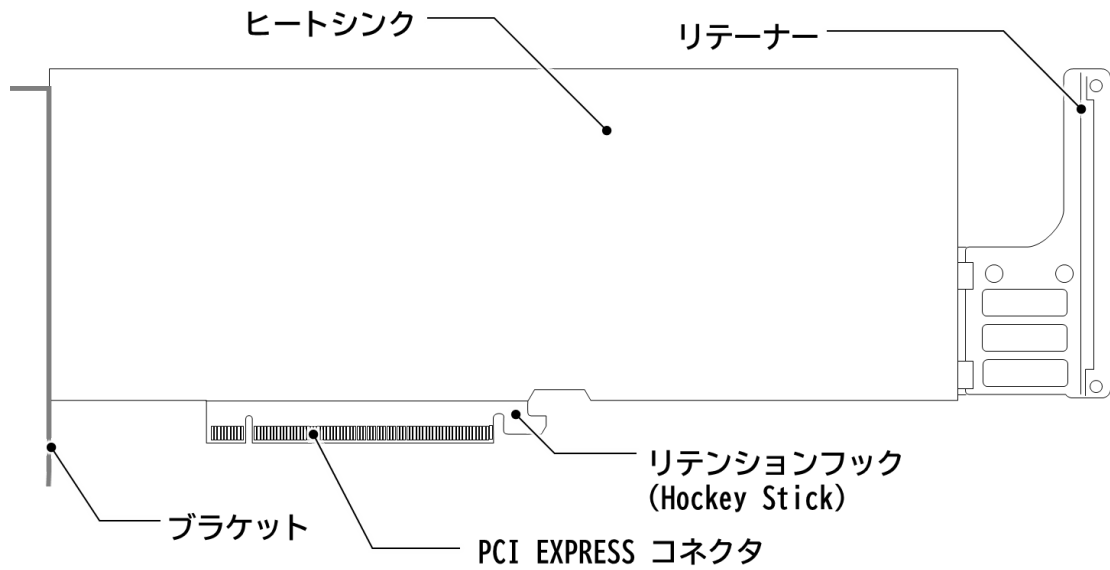 ヒートシンク
リテーナー
リテンションフック
(Hockey Stick)
ブラケット
PCI EXPRESS コネクタ